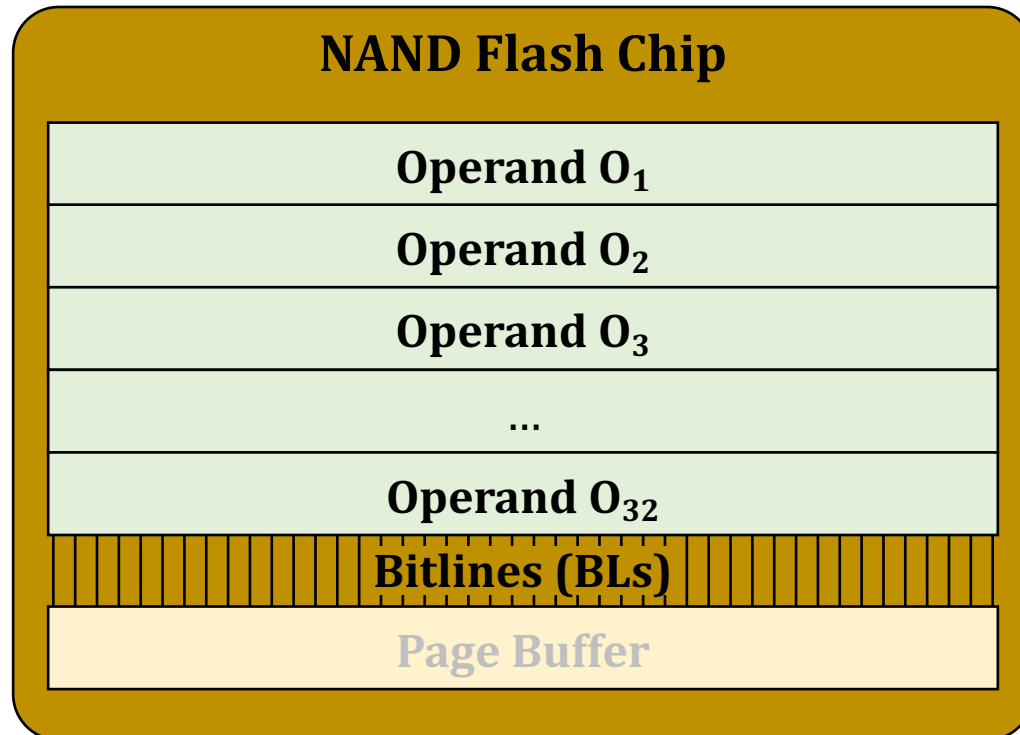 NAND Flash Chip
Operand O₁
Operand O₂
Operand O₃
...
Operand O₃₂
Bitlines (BLs)
Page Buffer